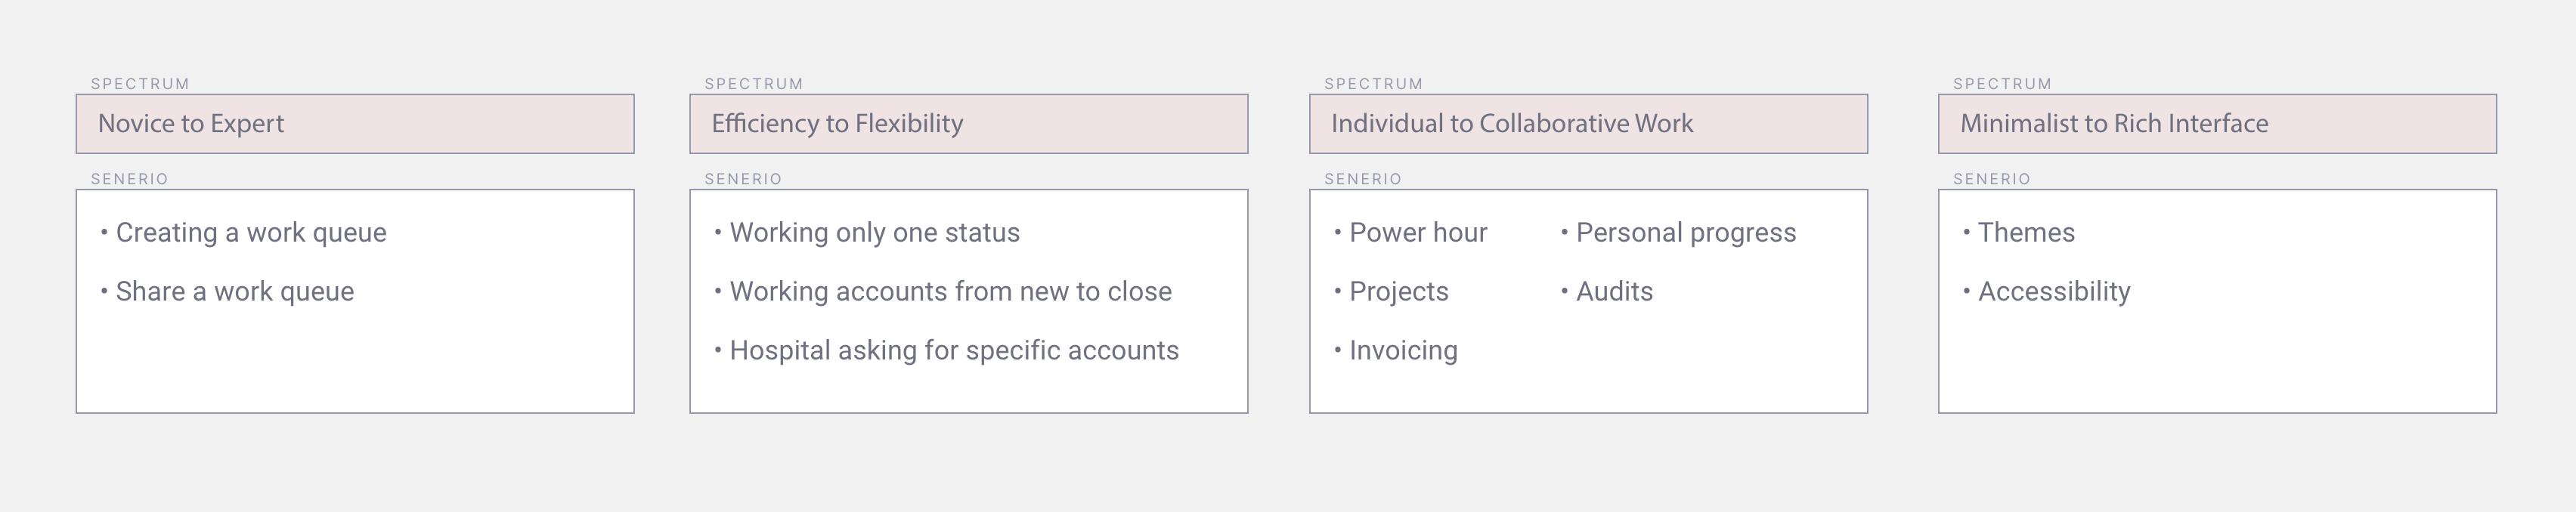 SPECTRUM
Novice to Expert
SENERIO
• Creating a work queue
• Share a work queue
SPECTRUM
Efficiency to Flexibility
SENERIO
• Working only one status
• Working accounts from new to close
• Hospital asking for specific accounts
SPECTRUM
Individual to Collaborative Work
SENERIO
• Power hour
• Projects
• Invoicing
• Personal progress
• Audits
SPECTRUM
Minimalist to Rich Interface
SENERIO
• Themes
• Accessibility